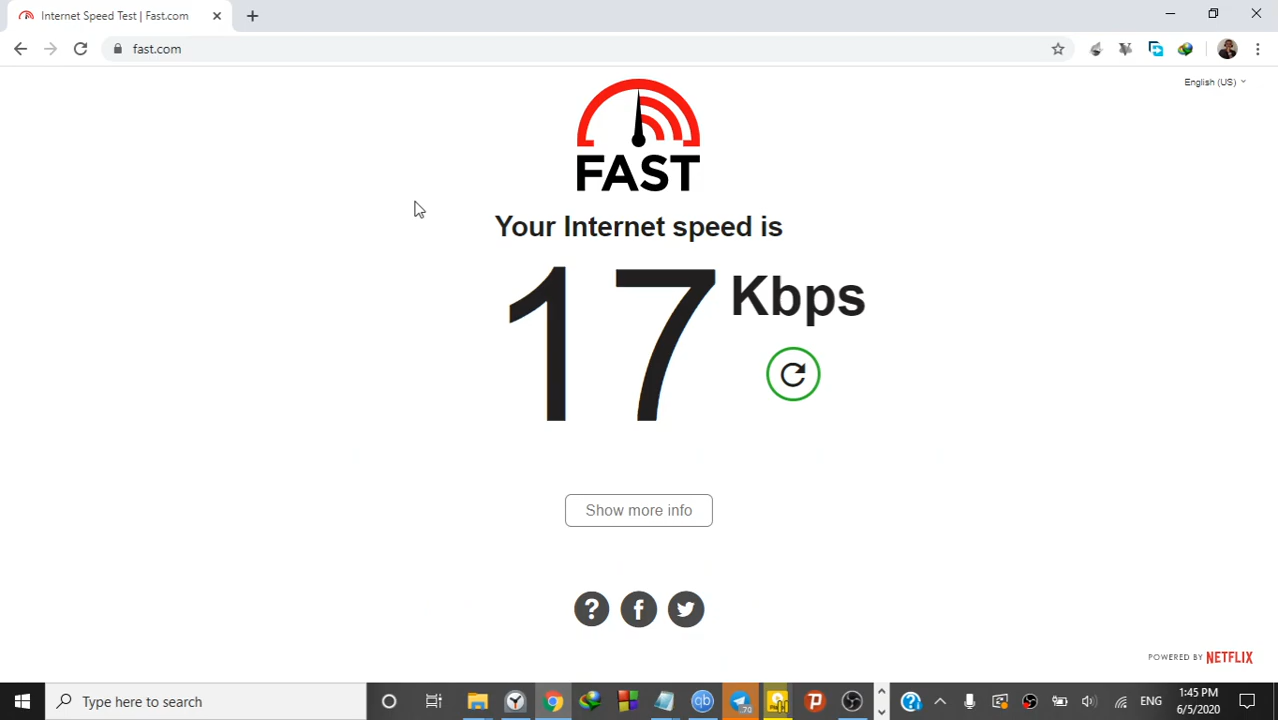 Internet Speed Test | Fast.com
fast.com
English (US)
FAST
Your Internet speed is
17 Kbps
Show more info
POWERED BY NETFLIX
Type here to search
70
ENG
1:45 PM
6/5/2020